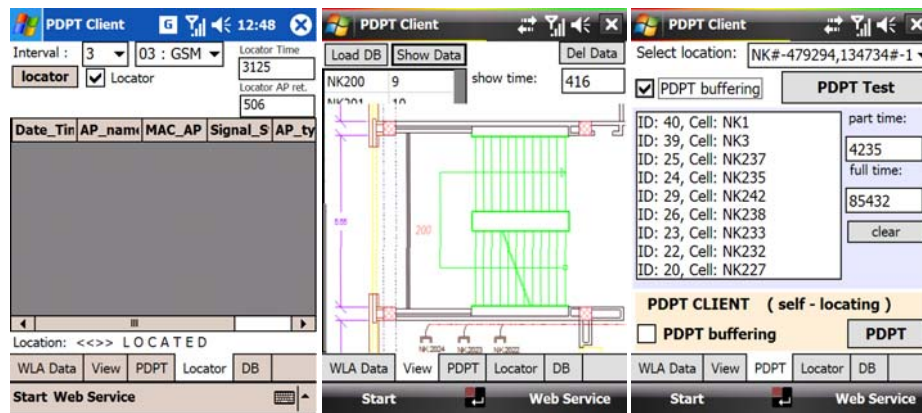 PDPT Client G 12:48
Interval : 3 03 : GSM Locator Time
3125
locator Locator
Locator AP ret.
506
Date_Tin AP_name MAC_AP Signal_S AP_ty
Location: <<>> L O C A T E D
WLA Data View PDPT Locator DB
Start Web Service
PDPT Client
Load DB Show Data Del Data
NK200 9 show time: 416
NK201 10
200
NK2024 NK2023 NK2022
WLA Data View PDPT Locator DB
Start Web Service
PDPT Client
Select location: NK#-479294,134734#-1
PDPT buffering PDPT Test
ID: 40, Cell: NK1
ID: 39, Cell: NK3
ID: 25, Cell: NK237
ID: 24, Cell: NK235
ID: 29, Cell: NK242
ID: 26, Cell: NK238
ID: 23, Cell: NK233
ID: 22, Cell: NK232
ID: 20, Cell: NK227
part time:
4235
full time:
85432
clear
PDPT CLIENT ( self - locating )
PDPT buffering PDPT
WLA Data View PDPT Locator DB
Start Web Service